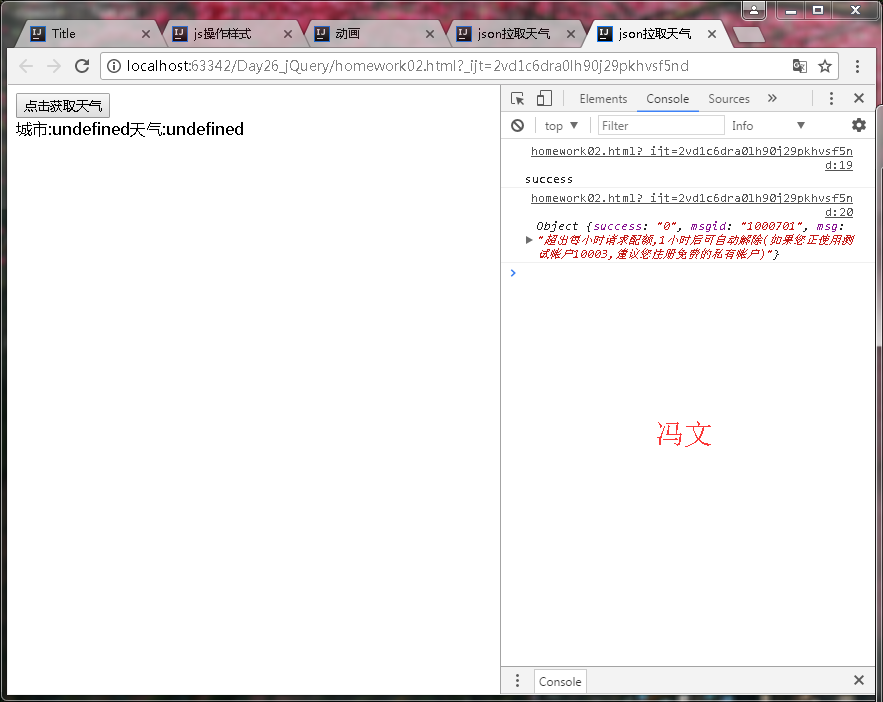 Title
js操作样式
动画
json拉取天气
json拉取天气
localhost:63342/Day26_jQuery/homework02.html?_ijt=2vd1c6dra0lh90j29pkhvsf5nd
点击获取天气
城市:undefined天气:undefined
Elements Console Sources »
top ▼ Filter Info ▼
homework02.html?_ijt=2vd1c6dra0lh90j29pkhvsf5n
d:19
success
homework02.html?_ijt=2vd1c6dra0lh90j29pkhvsf5n
d:20
Object {success: "0", msgid: "1000701", msg:
"超出每小时请求配额,1小时后可自动解除(如果您正使用测
试账户10003,建议您注册免费的私有账户)"}
冯文
Console